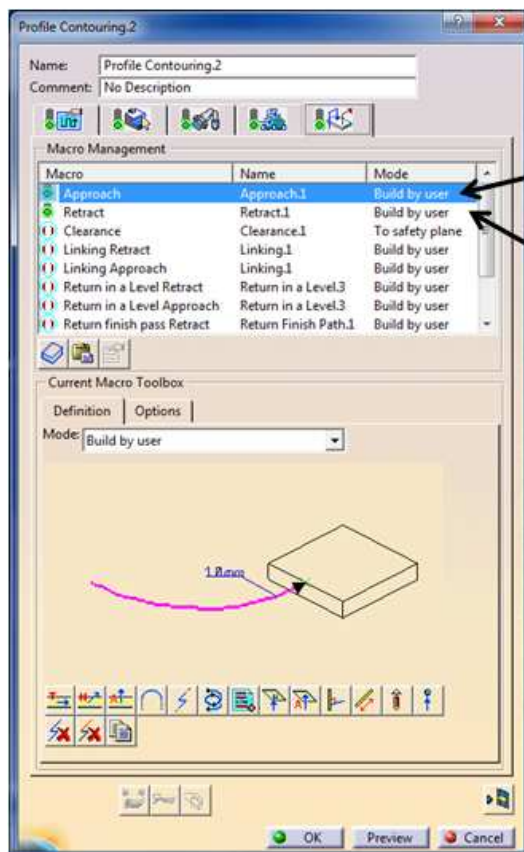 Profile Contouring.2
Name: Profile Contouring.2
Comment: No Description
Macro Management
Macro Name Mode
Approach Approach.1 Build by user
Retract Retract.1 Build by user
Clearance Clearance.1 To safety plane
Linking Retract Linking.1 Build by user
Linking Approach Linking.1 Build by user
Return in a Level Retract Return in a Level.3 Build by user
Return in a Level Approach Return in a Level.3 Build by user
Return finish pass Retract Return Finish Path.1 Build by user
Current Macro Toolbox
Definition Options
Mode: Build by user
10mm
OK Preview Cancel